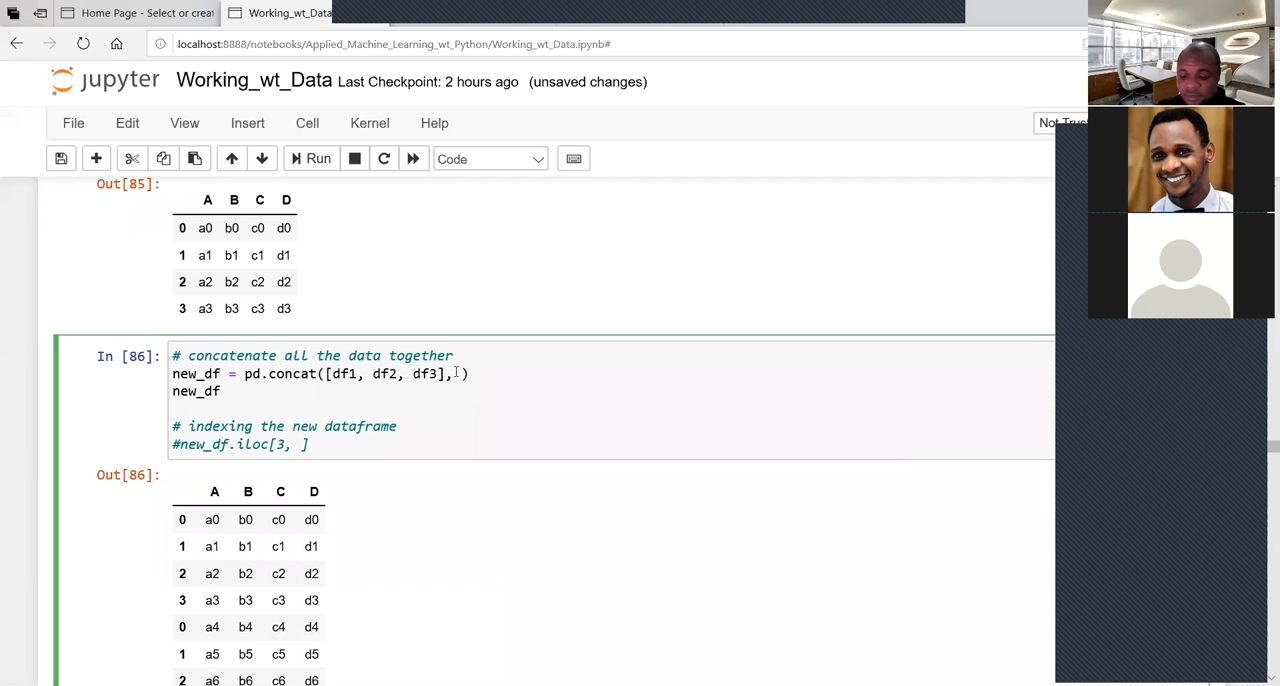 Home Page - Select or creat
Working_wt_Data
localhost:8888/notebooks/Applied_Machine_Learning_wt_Python/Working_wt_Data.ipynb#
jupyter Working_wt_Data Last Checkpoint: 2 hours ago (unsaved changes)
File Edit View Insert Cell Kernel Help
Not Trus
Run
Code
Out[85]:
A B C D
0 a0 b0 c0 d0
1 a1 b1 c1 d1
2 a2 b2 c2 d2
3 a3 b3 c3 d3
In [86]:
# concatenate all the data together
new_df = pd.concat([df1, df2, df3], )
new_df
# indexing the new dataframe
#new_df.iloc[3, ]
Out[86]:
A B C D
0 a0 b0 c0 d0
1 a1 b1 c1 d1
2 a2 b2 c2 d2
3 a3 b3 c3 d3
0 a4 b4 c4 d4
1 a5 b5 c5 d5
2 a6 b6 c6 d6